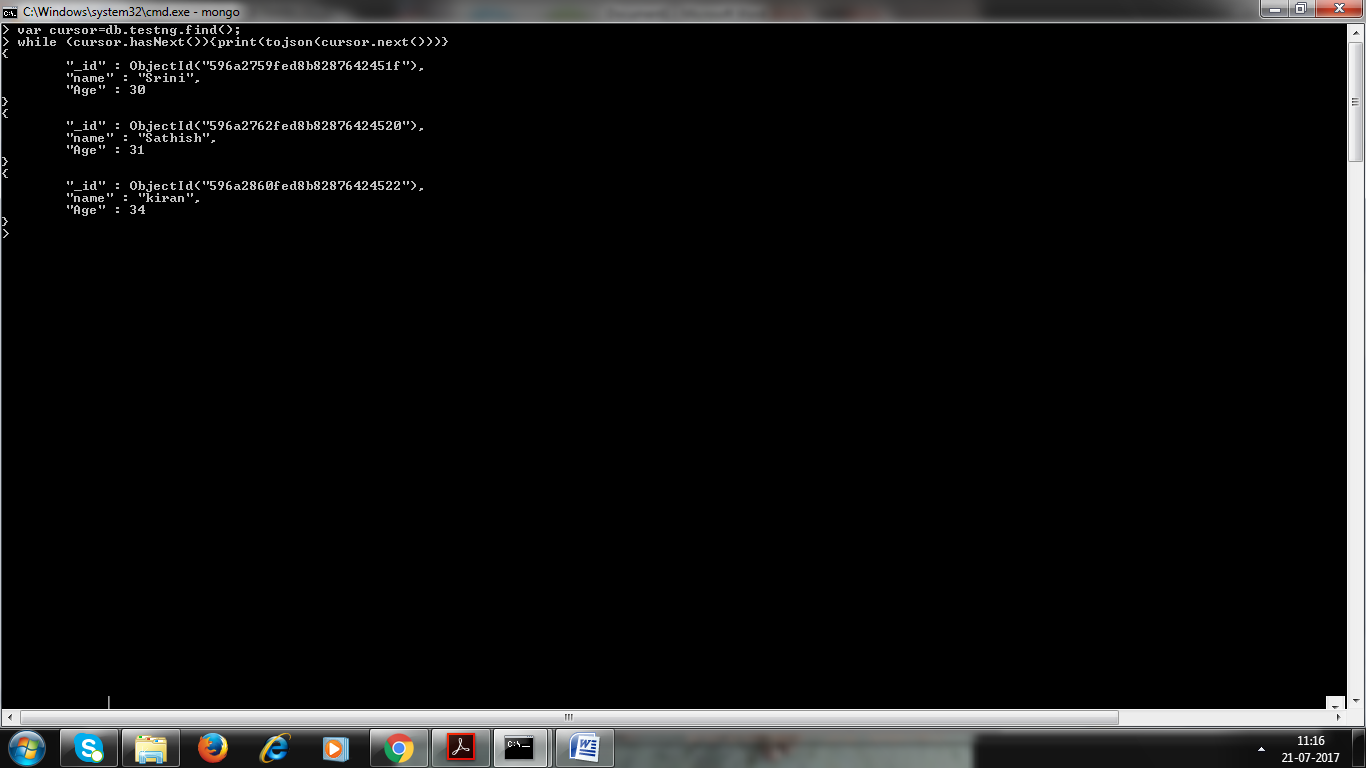 C:\Windows\system32\cmd.exe - mongo
> var cursor=db.testng.find();
> while (cursor.hasNext()){print(tojson(cursor.next()))}
{
"_id" : ObjectId("596a2759fed8b8287642451f"),
"name" : "Srini",
"Age" : 30
}
{
"_id" : ObjectId("596a2762fed8b82876424520"),
"name" : "Sathish",
"Age" : 31
}
{
"_id" : ObjectId("596a2860fed8b82876424522"),
"name" : "kiran",
"Age" : 34
}
>
11:16
21-07-2017